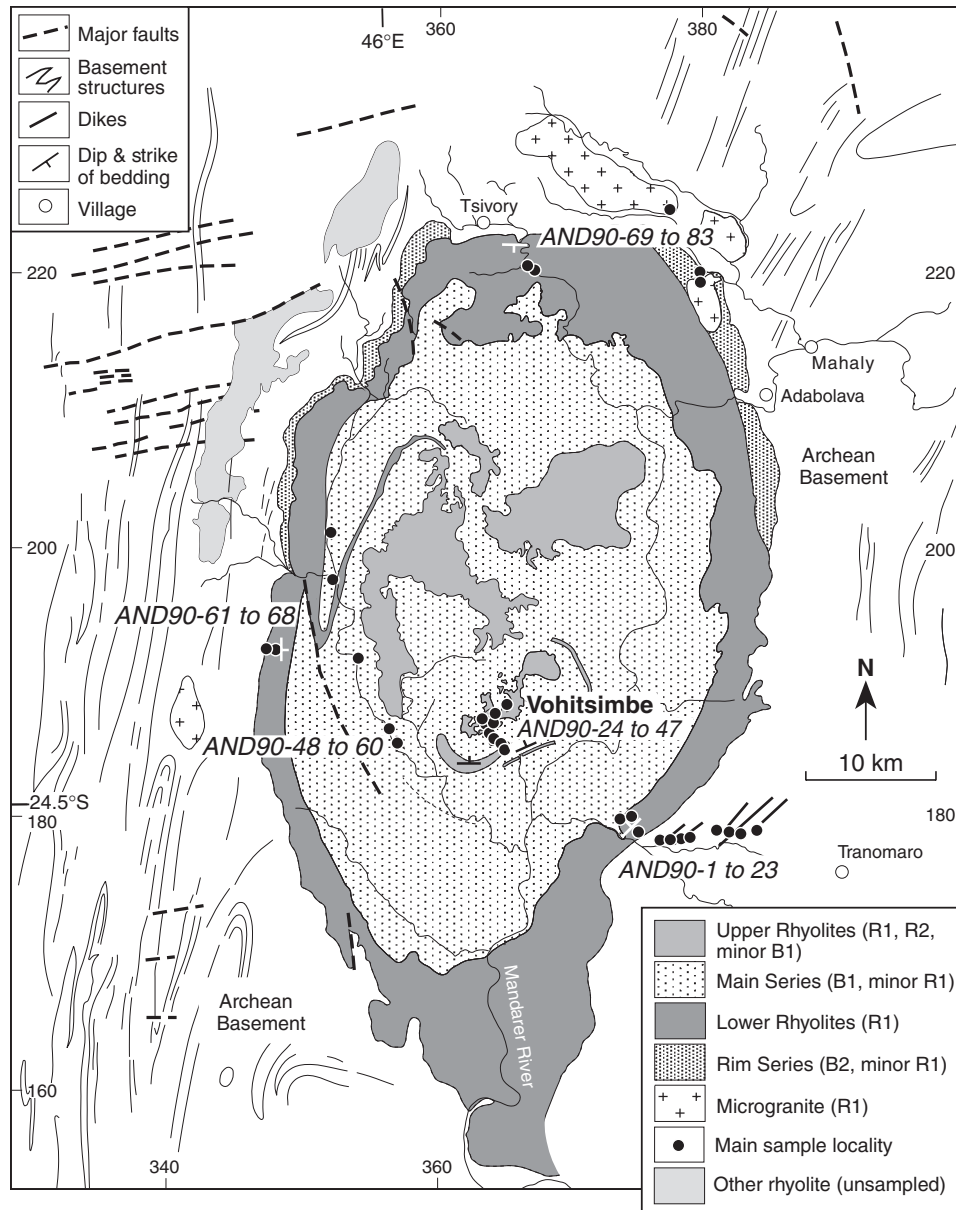 Major faults
Basement
structures
Dikes
Dip & strike
of bedding
Village
46°E
360
380
Tsivory
AND90-69 to 83
220
220
Mahaly
Adabolava
Archean
Basement
200
200
AND90-61 to 68
N
Vohitsimbe
AND90-24 to 47
AND90-48 to 60
10 km
24.5°S
180
180
AND90-1 to 23
Tranomaro
Mandarer River
Archean
Basement
160
340
360
Upper Rhyolites (R1, R2,
minor B1)
Main Series (B1, minor R1)
Lower Rhyolites (R1)
Rim Series (B2, minor R1)
Microgranite (R1)
Main sample locality
Other rhyolite (unsampled)